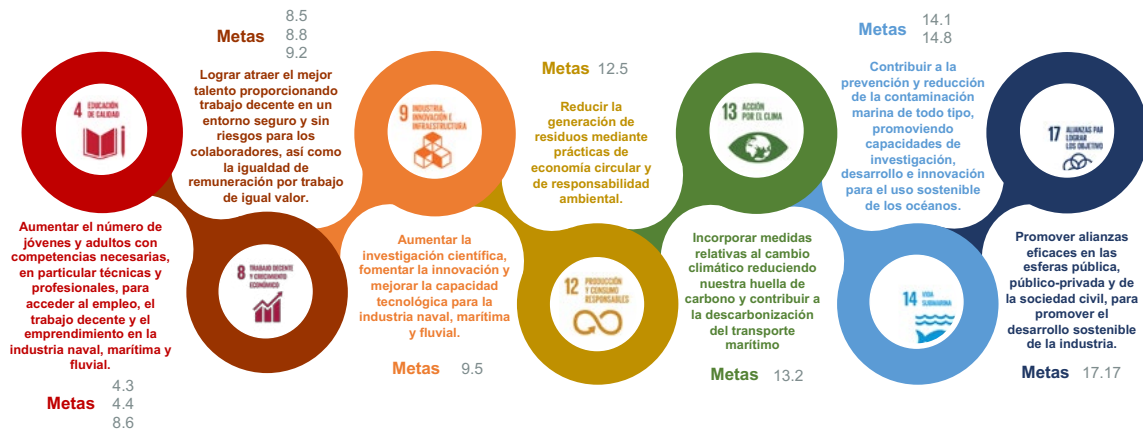 4 EDUCACIÓN
DE CALIDAD
Aumentar el número de
jóvenes y adultos con
competencias necesarias,
en particular técnicas y
profesionales, para
acceder al empleo, el
trabajo decente y el
emprendimiento en la
industria naval, marítima y
fluvial.
Metas
4.3
4.4
8.6
Metas
8.5
8.8
9.2
Lograr atraer el mejor
talento proporcionando
trabajo decente en un
entorno seguro y sin
riesgos para los
colaboradores, así como
la igualdad de
remuneración por trabajo
de igual valor.
8 TRABAJO DECENTE
Y CRECIMIENTO
ECONÓMICO
9 INDUSTRIA,
INNOVACIÓN E
INFRAESTRUCTURA
Aumentar la
investigación científica,
fomentar la innovación y
mejorar la capacidad
tecnológica para la
industria naval, marítima
y fluvial.
Metas 9.5
Metas 12.5
Reducir la
generación de
residuos mediante
prácticas de
economía circular y
de responsabilidad
ambiental.
12 PRODUCCIÓN
Y CONSUMO
RESPONSABLES
13 ACCIÓN
POR EL CLIMA
Incorporar medidas
relativas al cambio
climático reduciendo
nuestra huella de
carbono y contribuir a
la descarbonización
del transporte
marítimo
Metas 13.2
Metas
14.1
14.8
Contribuir a la
prevención y reducción
de la contaminación
marina de todo tipo,
promoviendo
capacidades de
investigación,
desarrollo e innovación
para el uso sostenible
de los océanos.
14 VIDA
SUBMARINA
17 ALIANZAS PAR
LOGRAR
LOS OBJETIVO
Promover alianzas
eficaces en las
esferas pública,
público-privada y de
la sociedad civil, para
promover el
desarrollo sostenible
de la industria.
Metas 17.17